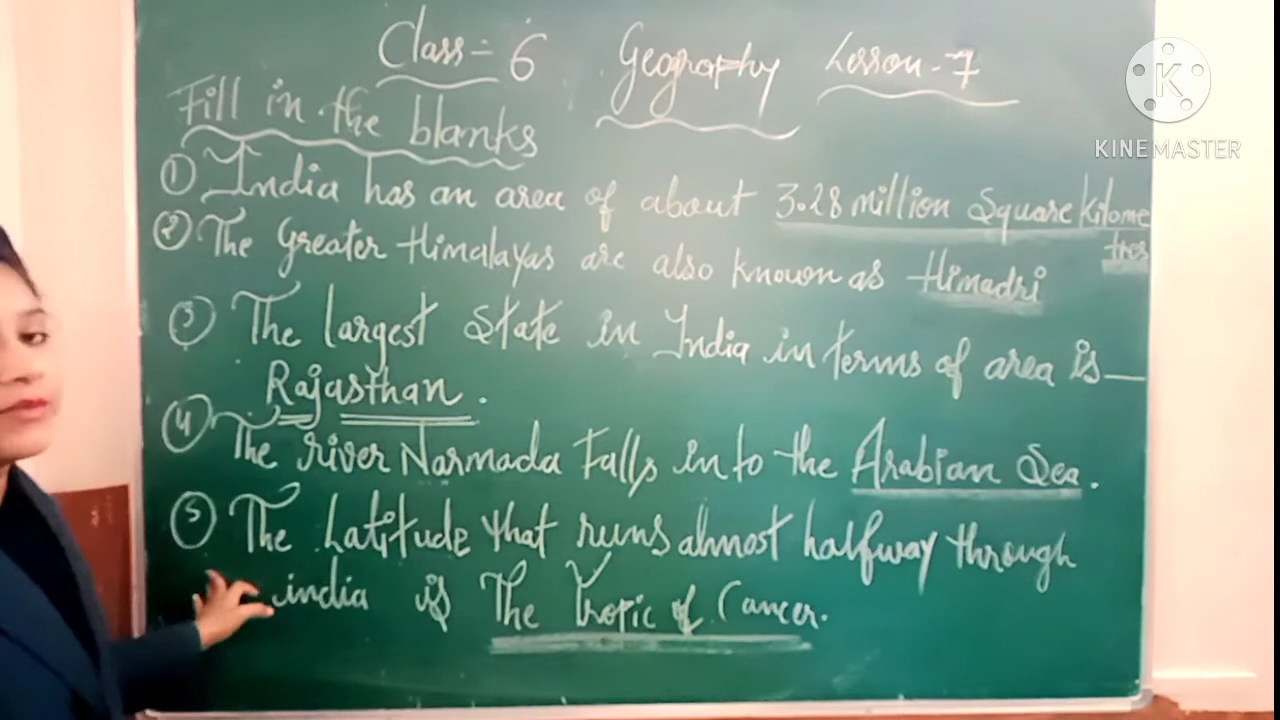 Class = 6 Geography Lesson - 7
Fill in the blanks
① India has an area of about 3.28 million Square Kilome
tres
② The Greater Himalayas are also known as Himadri
③ The largest State in India in terms of area is —
Rajasthan.
④ The river Narmada Falls into the Arabian Sea.
⑤ The Latitude that runs almost halfway through
india is The Tropic of Cancer.
K
KINEMASTER